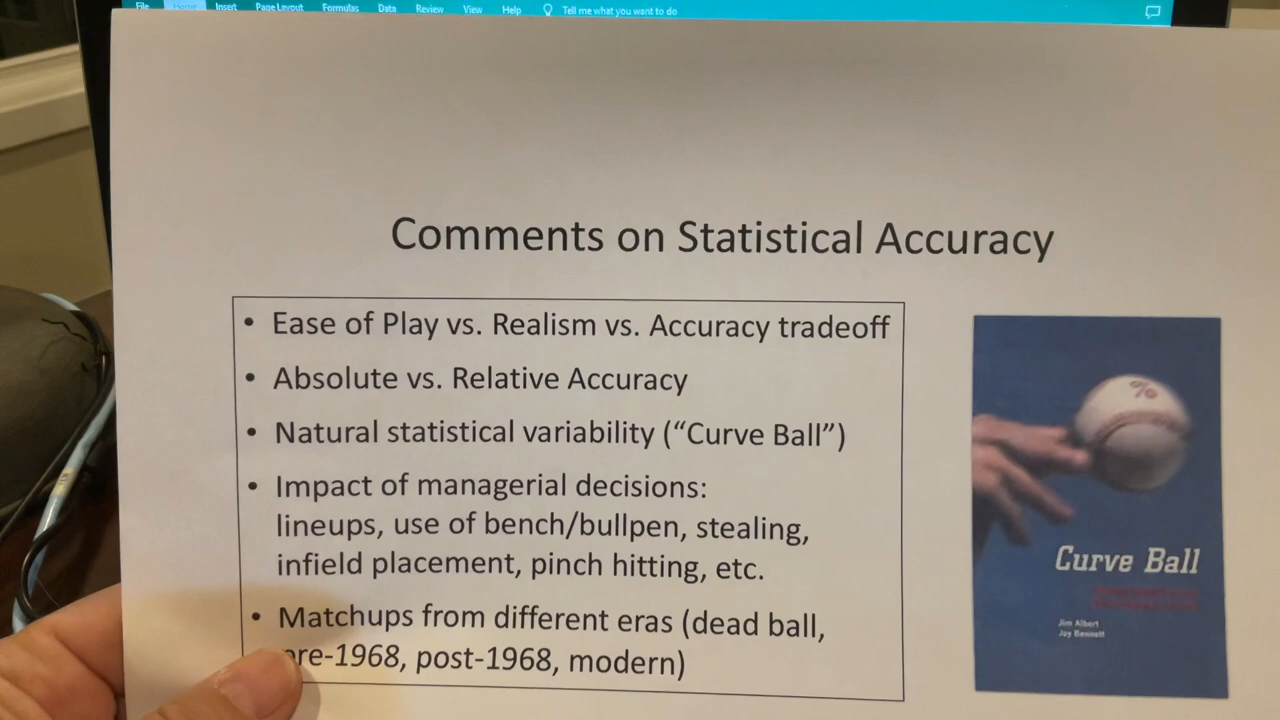 File Home Insert Page Layout Formulas Data Review View Help Tell me what you want to do
Comments on Statistical Accuracy
• Ease of Play vs. Realism vs. Accuracy tradeoff
• Absolute vs. Relative Accuracy
• Natural statistical variability (“Curve Ball”)
• Impact of managerial decisions:
lineups, use of bench/bullpen, stealing,
infield placement, pinch hitting, etc.
• Matchups from different eras (dead ball,
pre-1968, post-1968, modern)
%
Curve Ball
Jim Albert
Jay Bennett